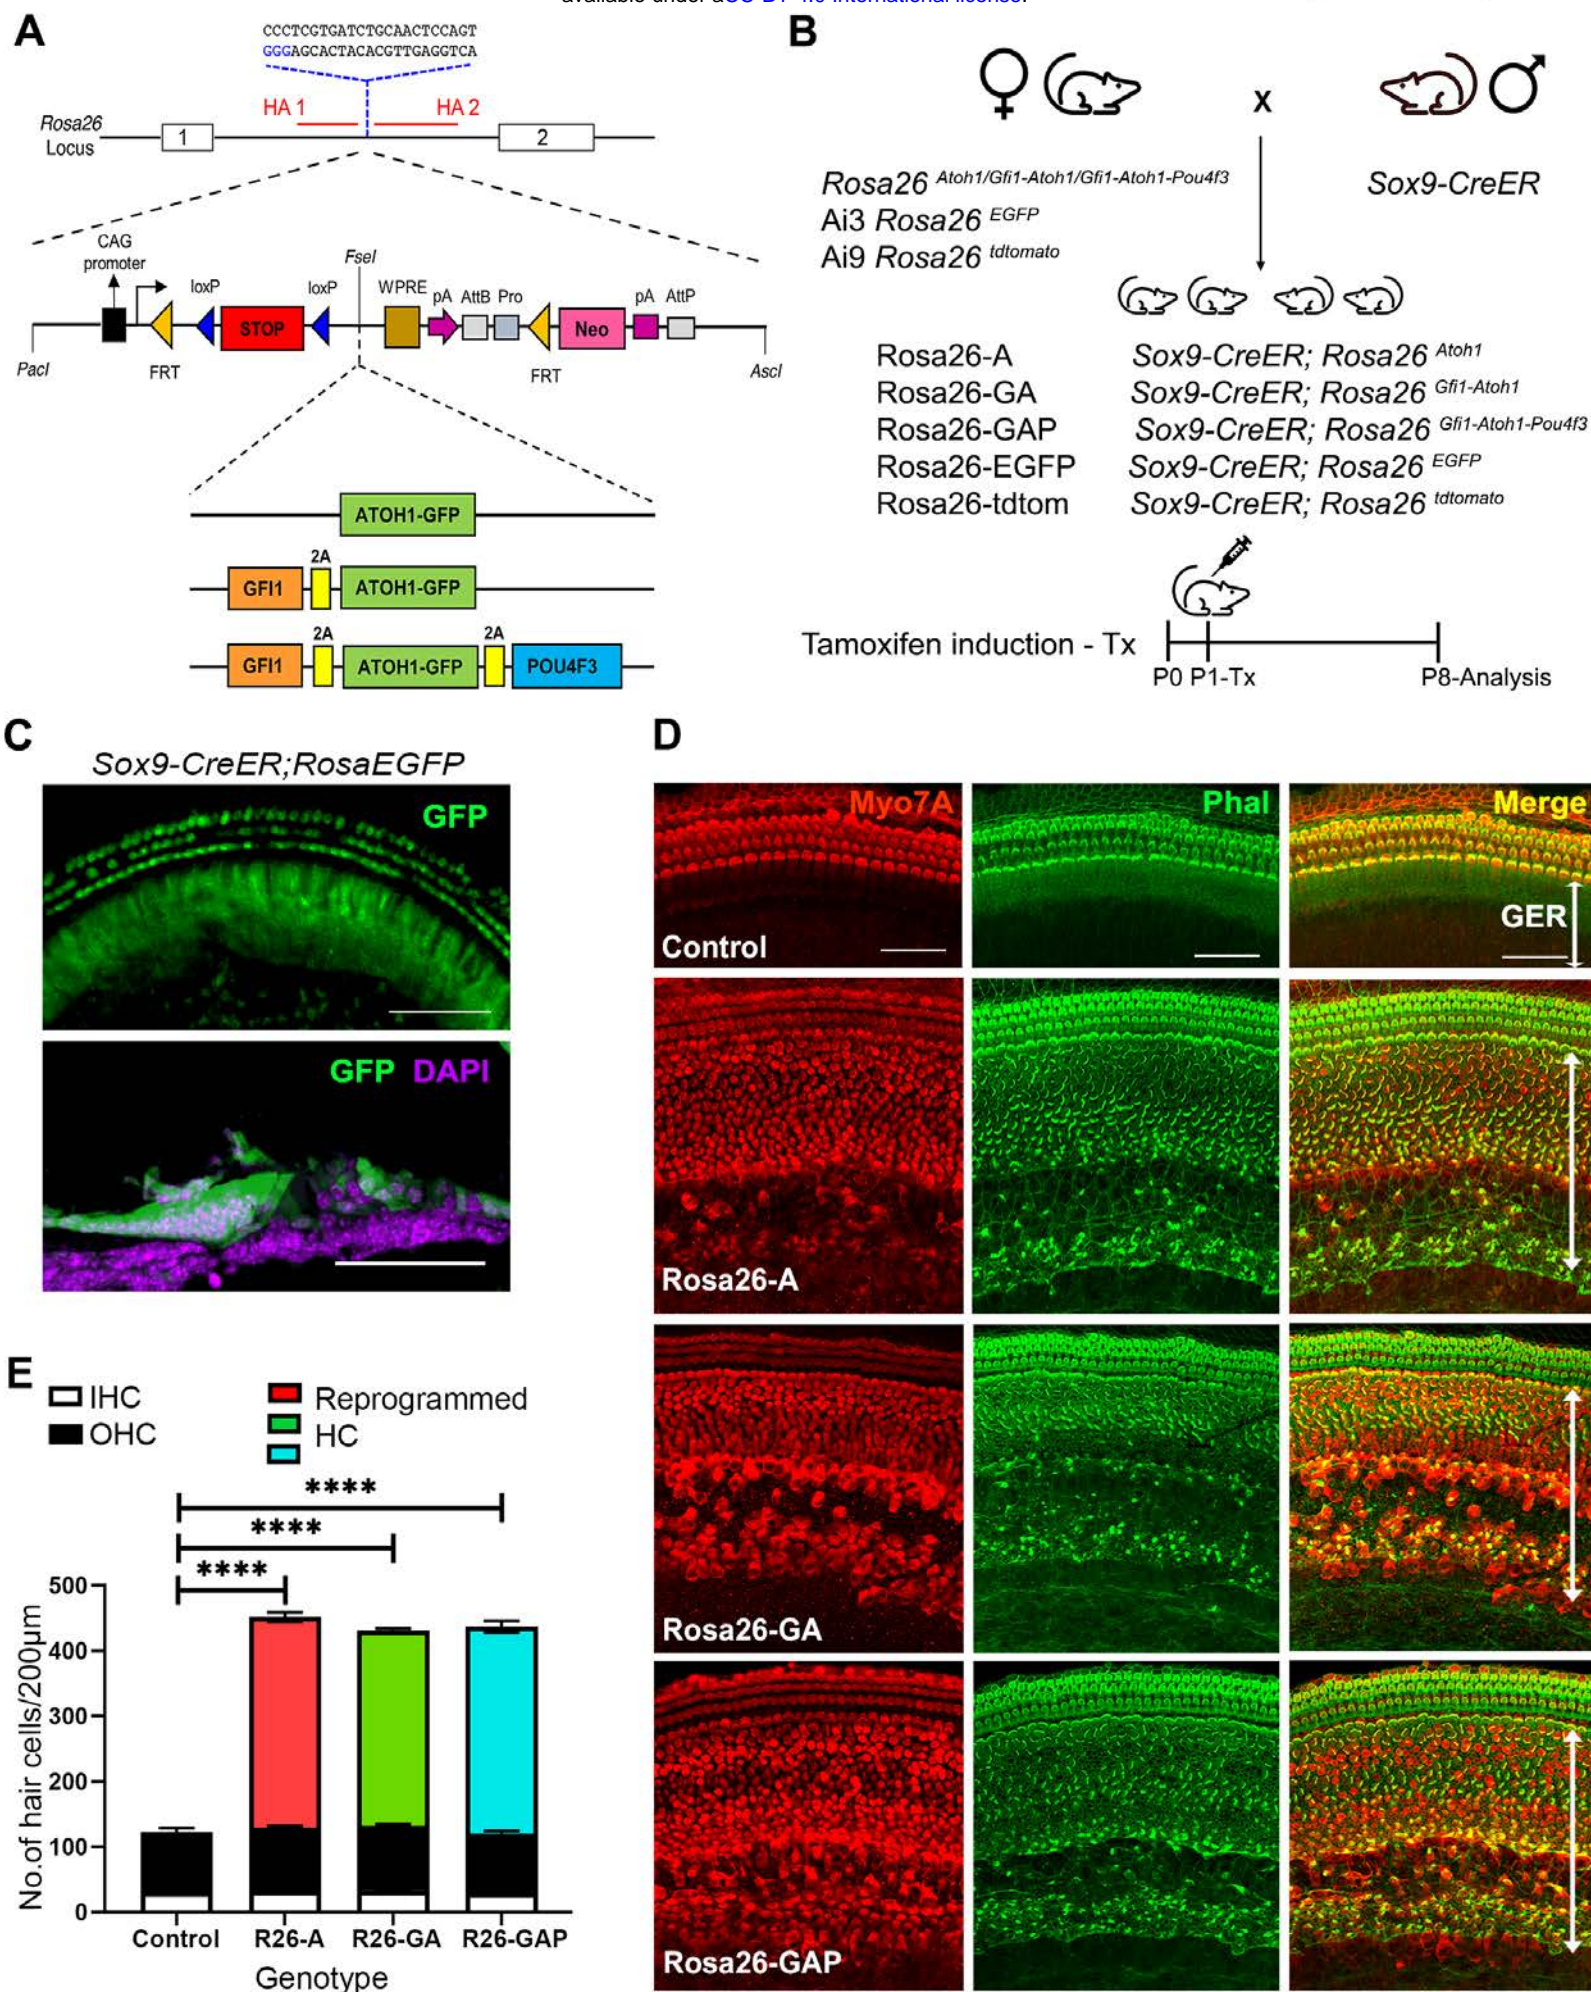 available under aCC-BY 4.0 International license.
A
CCCTCGTGATCTGCAACTCCAGT
GGGAGCACTACACGTTGAGGTCA
HA 1
HA 2
Rosa26
Locus
1
2
CAG
promoter
loxP
loxP
FseI
WPRE
pA
AttB
Pro
pA
AttP
STOP
Neo
PacI
FRT
FRT
AscI
ATOH1-GFP
2A
GFI1
ATOH1-GFP
2A
2A
GFI1
ATOH1-GFP
POU4F3
B
X
Rosa26 Atoh1/Gfi1-Atoh1/Gfi1-Atoh1-Pou4f3
Sox9-CreER
Ai3 Rosa26 EGFP
Ai9 Rosa26 tdtomato
Rosa26-A Sox9-CreER; Rosa26 Atoh1
Rosa26-GA Sox9-CreER; Rosa26 Gfi1-Atoh1
Rosa26-GAP Sox9-CreER; Rosa26 Gfi1-Atoh1-Pou4f3
Rosa26-EGFP Sox9-CreER; Rosa26 EGFP
Rosa26-tdtom Sox9-CreER; Rosa26 tdtomato
Tamoxifen induction - Tx
P0 P1-Tx
P8-Analysis
C
Sox9-CreER;RosaEGFP
GFP
GFP DAPI
D
Myo7A
Phal
Merge
Control
GER
Rosa26-A
Rosa26-GA
Rosa26-GAP
E
IHC
OHC
Reprogrammed
HC
****
****
****
No.of hair cells/200μm
500
400
300
200
100
0
Control
R26-A
R26-GA
R26-GAP
Genotype